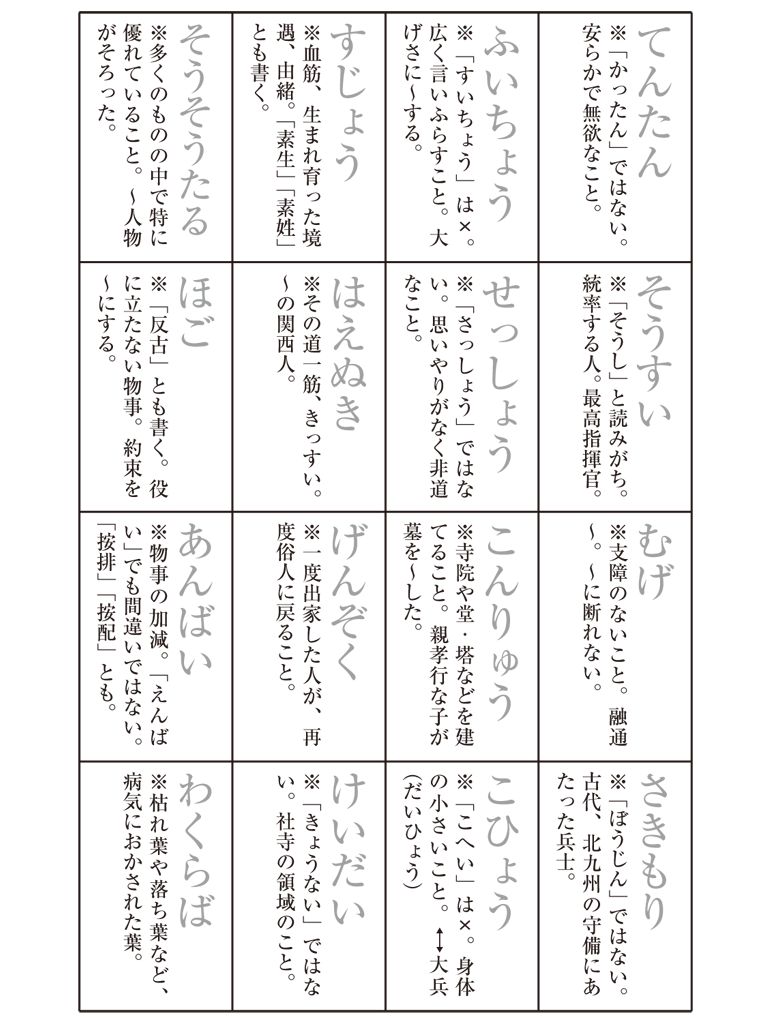 てんたん
※「かったん」ではない。
安らかで無欲なこと。
ふいちょう
※「すいちょう」は×。
広く言いふらすこと。大
げさに～する。
すじょう
※血筋、生まれ育った境
遇、由緒。「素生」「素姓」
とも書く。
そうそうたる
※多くのものの中で特に
優れていること。～人物
がそろった。
そうすい
※「そうし」と読みがち。
統率する人。最高指揮官。
せっしょう
※「さっしょう」ではな
い。思いやりがなく非道
なこと。
はえぬき
※その道一筋、きっすい。
～の関西人。
ほご
※「反古」とも書く。役
に立たない物事。約束を
～にする。
むげ
※支障のないこと。融通
～。～に断れない。
こんりゅう
※寺院や堂・塔などを建
てること。親孝行な子が
墓を～した。
げんぞく
※一度出家した人が、再
度俗人に戻ること。
あんばい
※物事の加減。「えんば
い」でも間違いではない。
「按排」「按配」とも。
さきもり
※「ぼうじん」ではない。
古代、北九州の守備にあ
たった兵士。
こひょう
※「こへい」は×。身体
の小さいこと。↔大兵
（だいひょう）
けいだい
※「きょうない」ではな
い。社寺の領域のこと。
わくらば
※枯れ葉や落ち葉など、
病気におかされた葉。